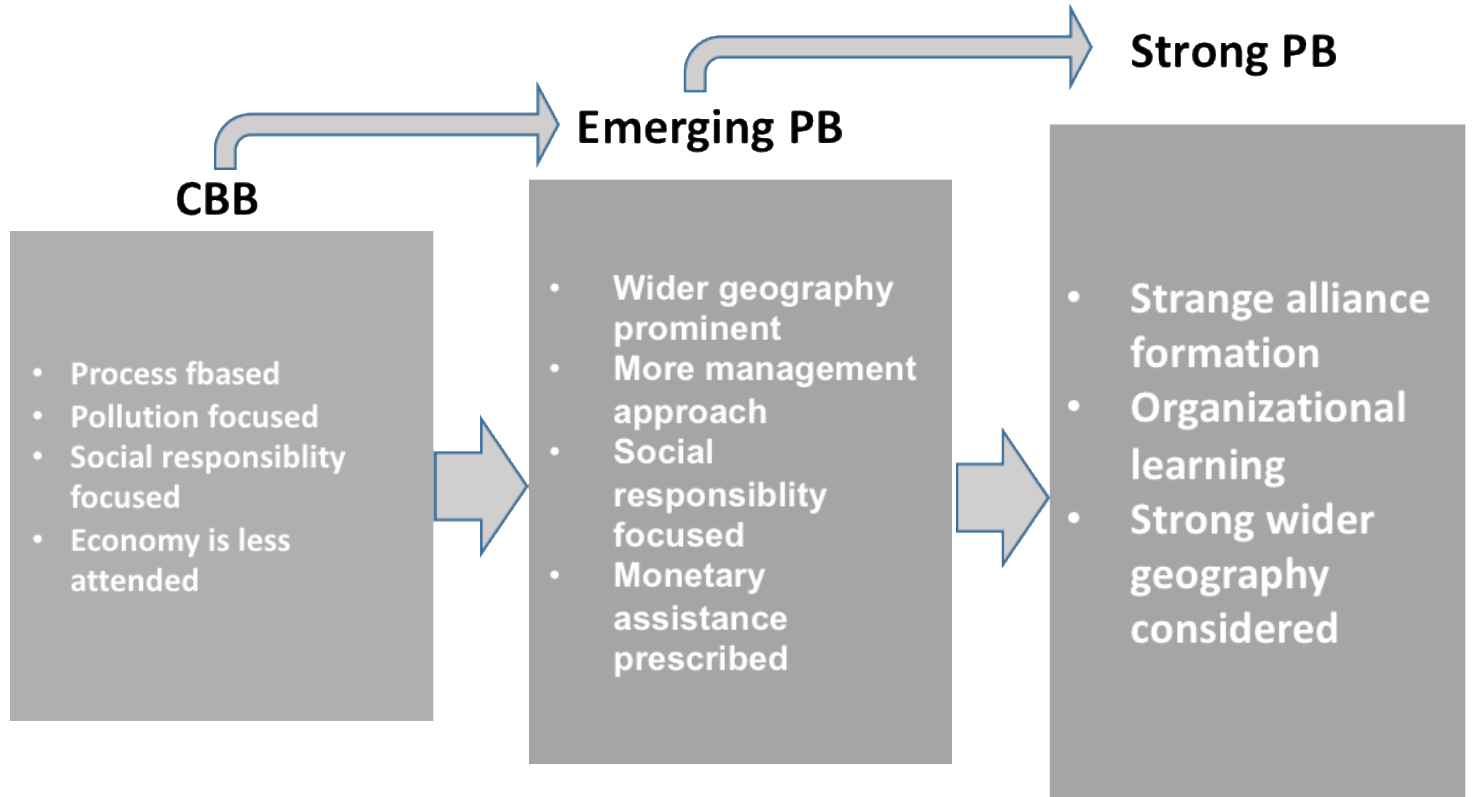 Strong PB
Emerging PB
CBB
• Process fbased
• Pollution focused
• Social responsiblity
focused
• Economy is less
attended
• Wider geography
prominent
• More management
approach
• Social
responsiblity
focused
• Monetary
assistance
prescribed
• Strange alliance
formation
• Organizational
learning
• Strong wider
geography
considered